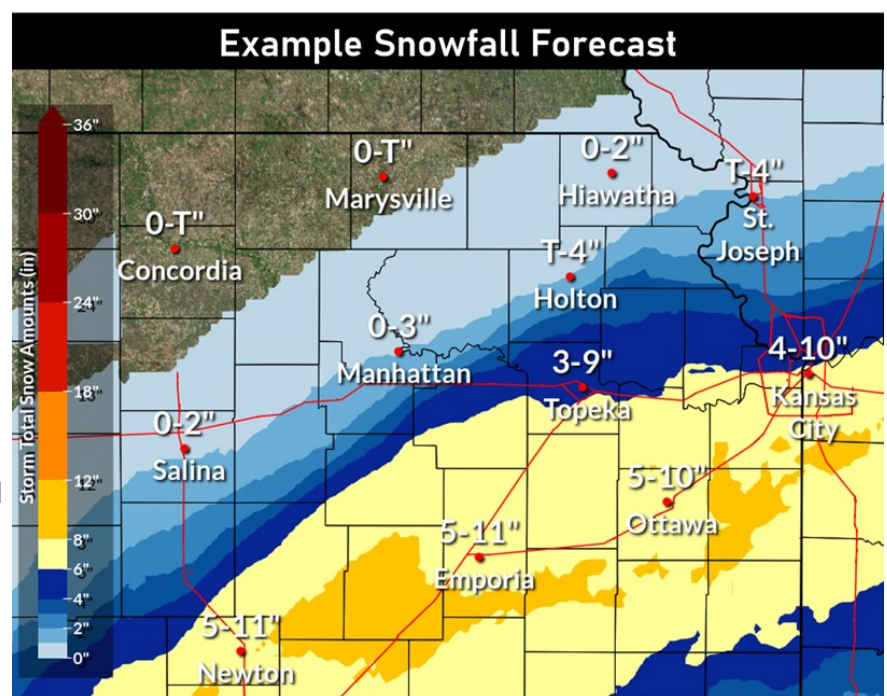 Example Snowfall Forecast
Storm Total Snow Amounts (in)
36"
30"
24"
18"
12"
8"
6"
4"
2"
0"
0-T"
Marysville
0-2"
Hiawatha
T-4"
St.
Joseph
0-T"
Concordia
T-4"
Holton
0-3"
Manhattan
3-9"
Topeka
4-10"
Kansas
City
0-2"
Salina
5-10"
Ottawa
5-11"
Emporia
5-11"
Newton